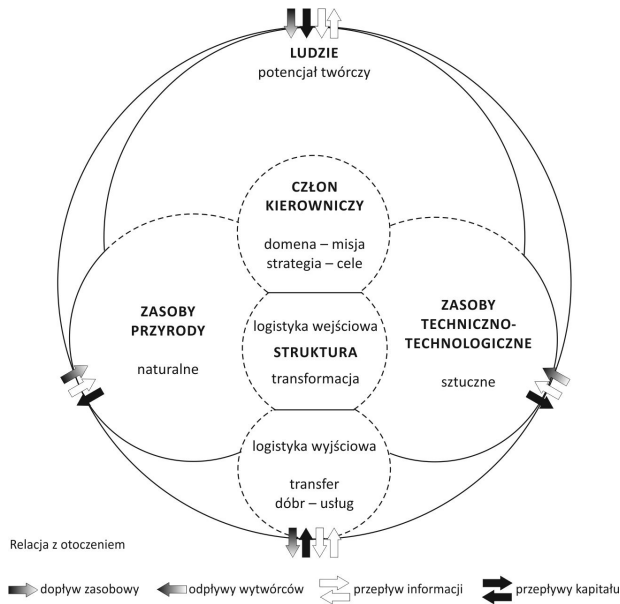 LUDZIE
potencjał twórczy
CZŁON
KIEROWNICZY
domena – misja
strategia – cele
ZASOBY
PRZYRODY
naturalne
logistyka wejściowa
STRUKTURA
transformacja
ZASOBY
TECHNICZNO-
TECHNOLOGICZNE
sztuczne
logistyka wyjściowa
transfer
dóbr – usług
Relacja z otoczeniem
dopływ zasobowy
odpływy wytwórców
przepływ informacji
przepływy kapitału